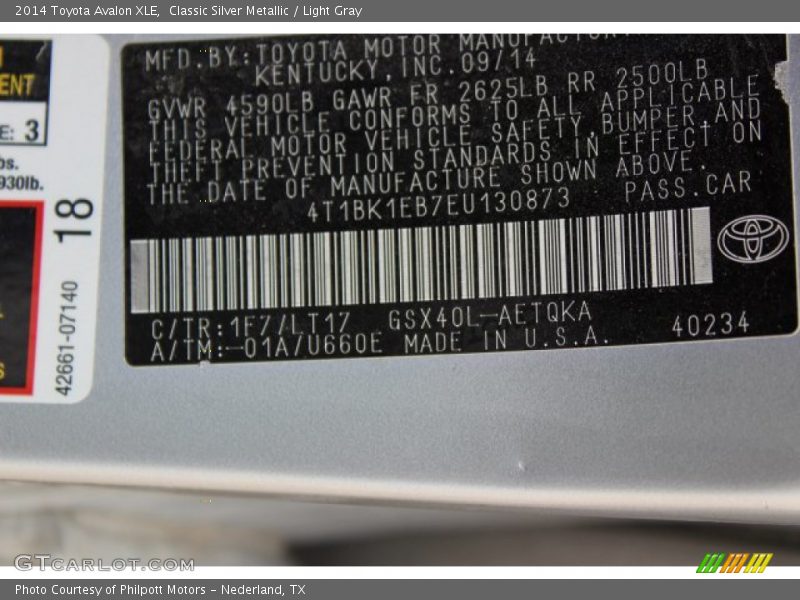 2014 Toyota Avalon XLE,  Classic Silver Metallic / Light Gray
MFD.BY:TOYOTA MOTOR
KENTUCKY,INC.09/14
GVWR 4590LB GAWR FR 2625LB RR 2500LB
THIS VEHICLE CONFORMS TO ALL APPLICABLE
FEDERAL MOTOR VEHICLE SAFETY,BUMPER,AND
THEFT PREVENTION STANDARDS IN EFFECT ON
THE DATE OF MANUFACTURE SHOWN ABOVE.
4T1BK1EB7EU130873 PASS.CAR
C/TR:1F7/LT17 GSX40L-AETQKA
A/TM:-01A/U660E MADE IN U.S.A. 40234
E: 3
930lb.
18
42661-07140
GTCARLOT.COM
Photo Courtesy of Philpott Motors - Nederland, TX